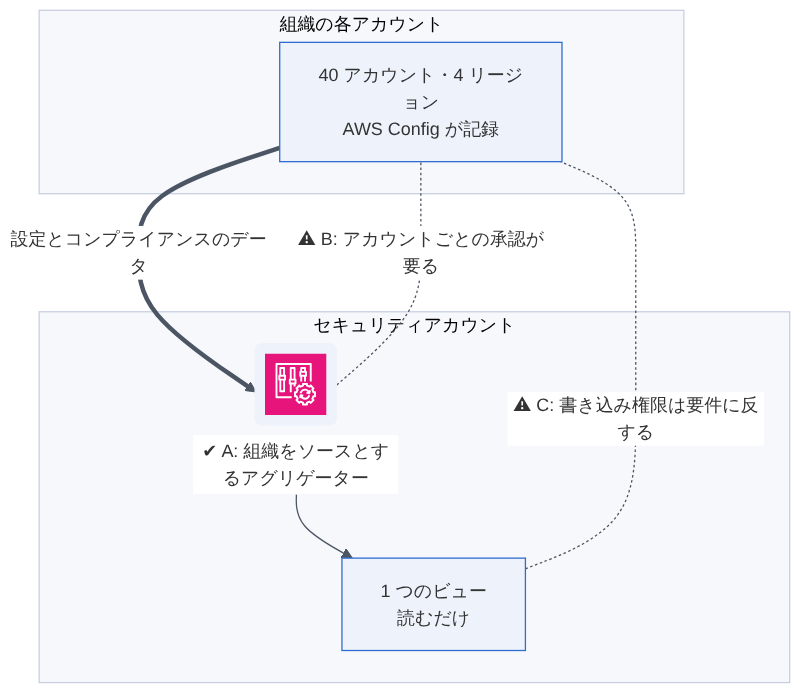 組織の各アカウント
40 アカウント・4 リージ
ョン
AWS Config が記録
設定とコンプライアンスのデー
タ
⚠ B: アカウントごとの承認が
要る
セキュリティアカウント
⚠ C: 書き込み権限は要件に反
する
✔ A: 組織をソースとす
るアグリゲーター
1 つのビュー
読むだけ